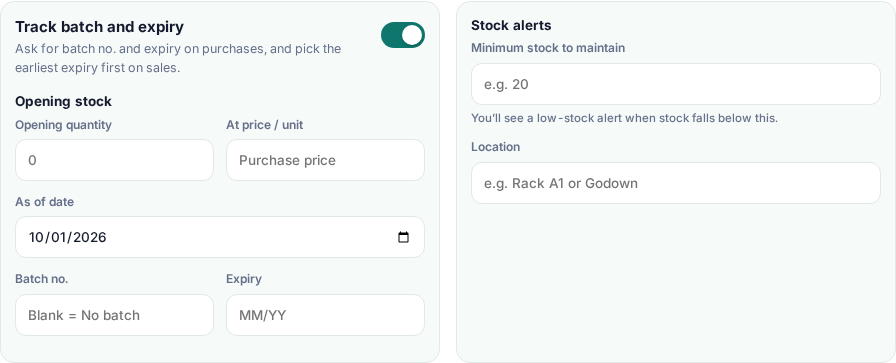 Track batch and expiry
Ask for batch no. and expiry on purchases, and pick the
earliest expiry first on sales.
Opening stock
Opening quantity
At price / unit
0
Purchase price
As of date
10/01/2026
Batch no.
Expiry
Blank = No batch
MM/YY
Stock alerts
Minimum stock to maintain
e.g. 20
You’ll see a low-stock alert when stock falls below this.
Location
e.g. Rack A1 or Godown